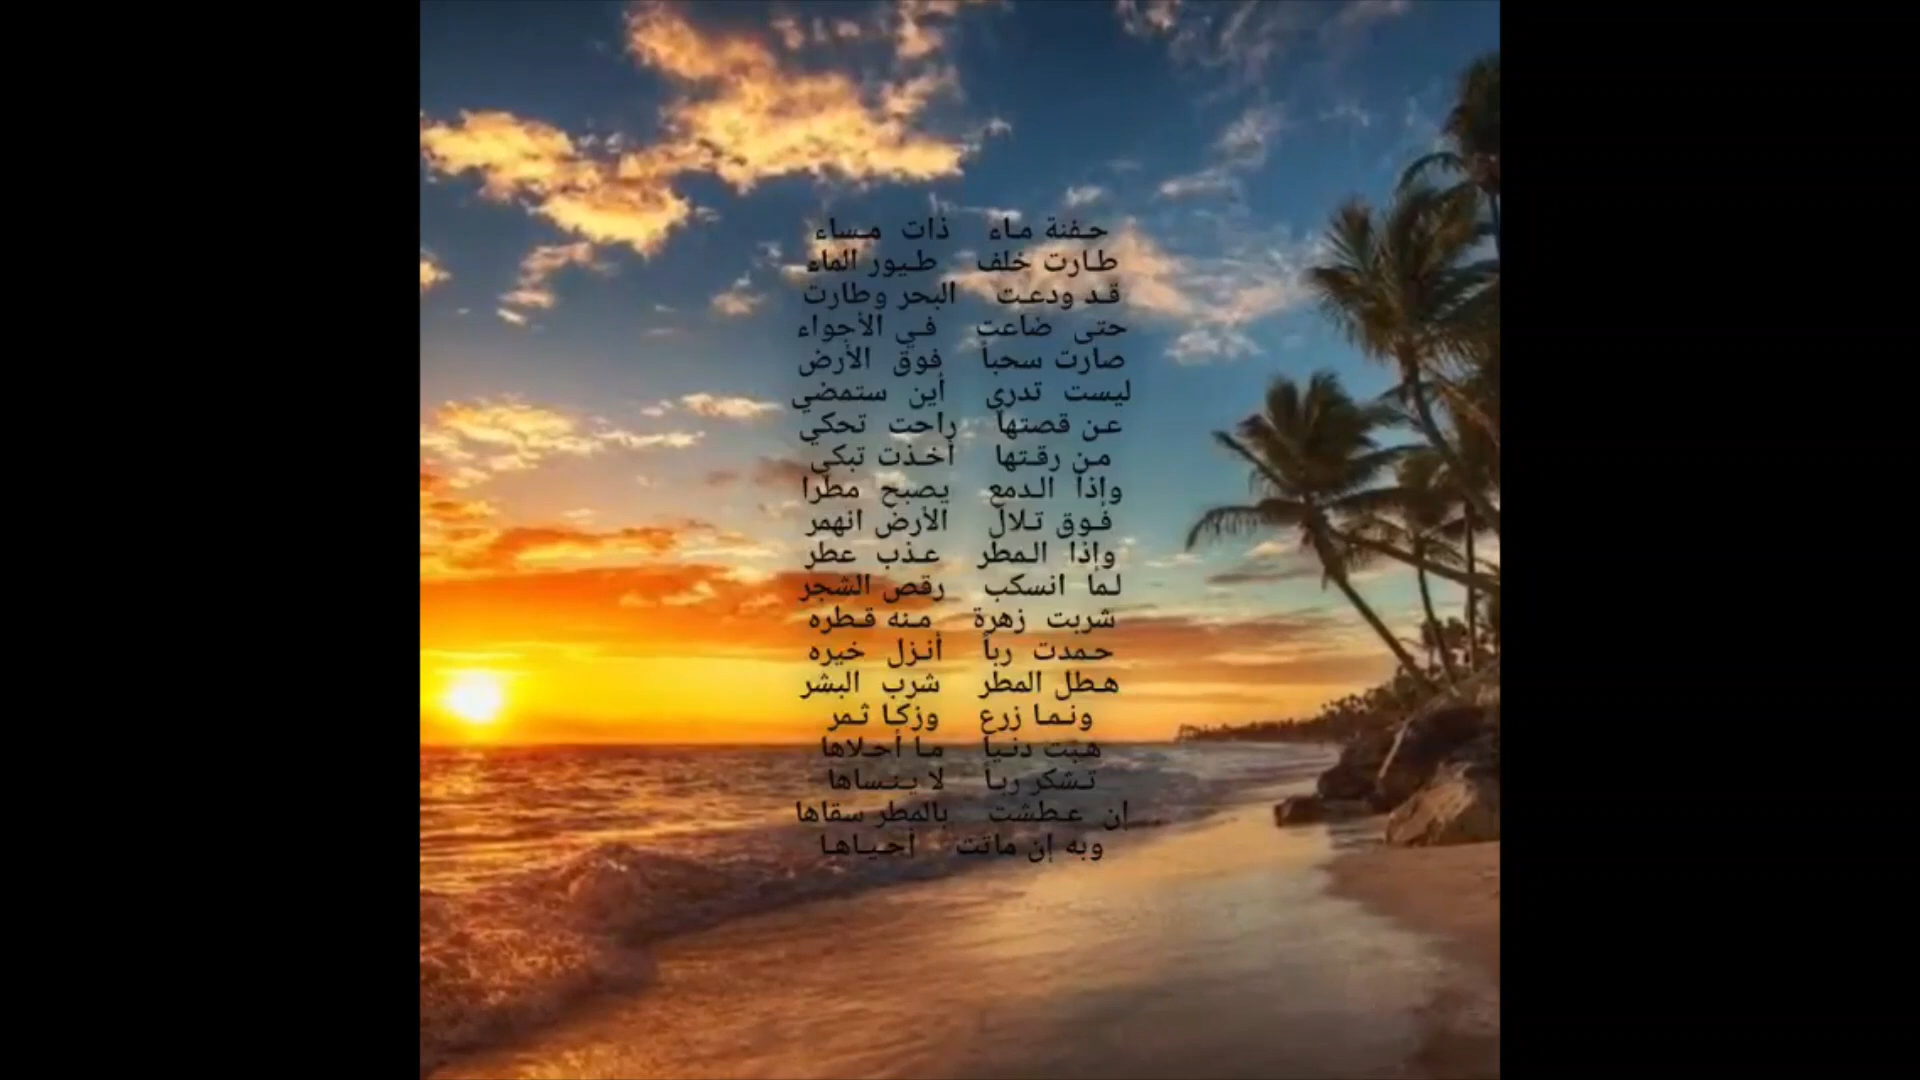 حفنة ماء ذات مساء
طارت خلف طيور الماء
قد ودعت البحر وطارت
حتى ضاعت في الأجواء
صارت سحباً فوق الأرض
ليست تدري أين ستمضي
عن قصتها راحت تحكي
من رقتها أخذت تبكي
وإذا الدمع يصبح مطرا
فوق تلال الأرض انهمر
وإذا المطر عذب عطر
لما انسكب رقص الشجر
شربت زهرة منه قطره
حمدت رباً أنزل خيره
هطل المطر شرب البشر
ونما زرع وزكا ثمر
هبت دنيا ما أحلاها
تشكر رباً لا ينساها
إن عطشت بالمطر سقاها
وبه إن ماتت أحياها